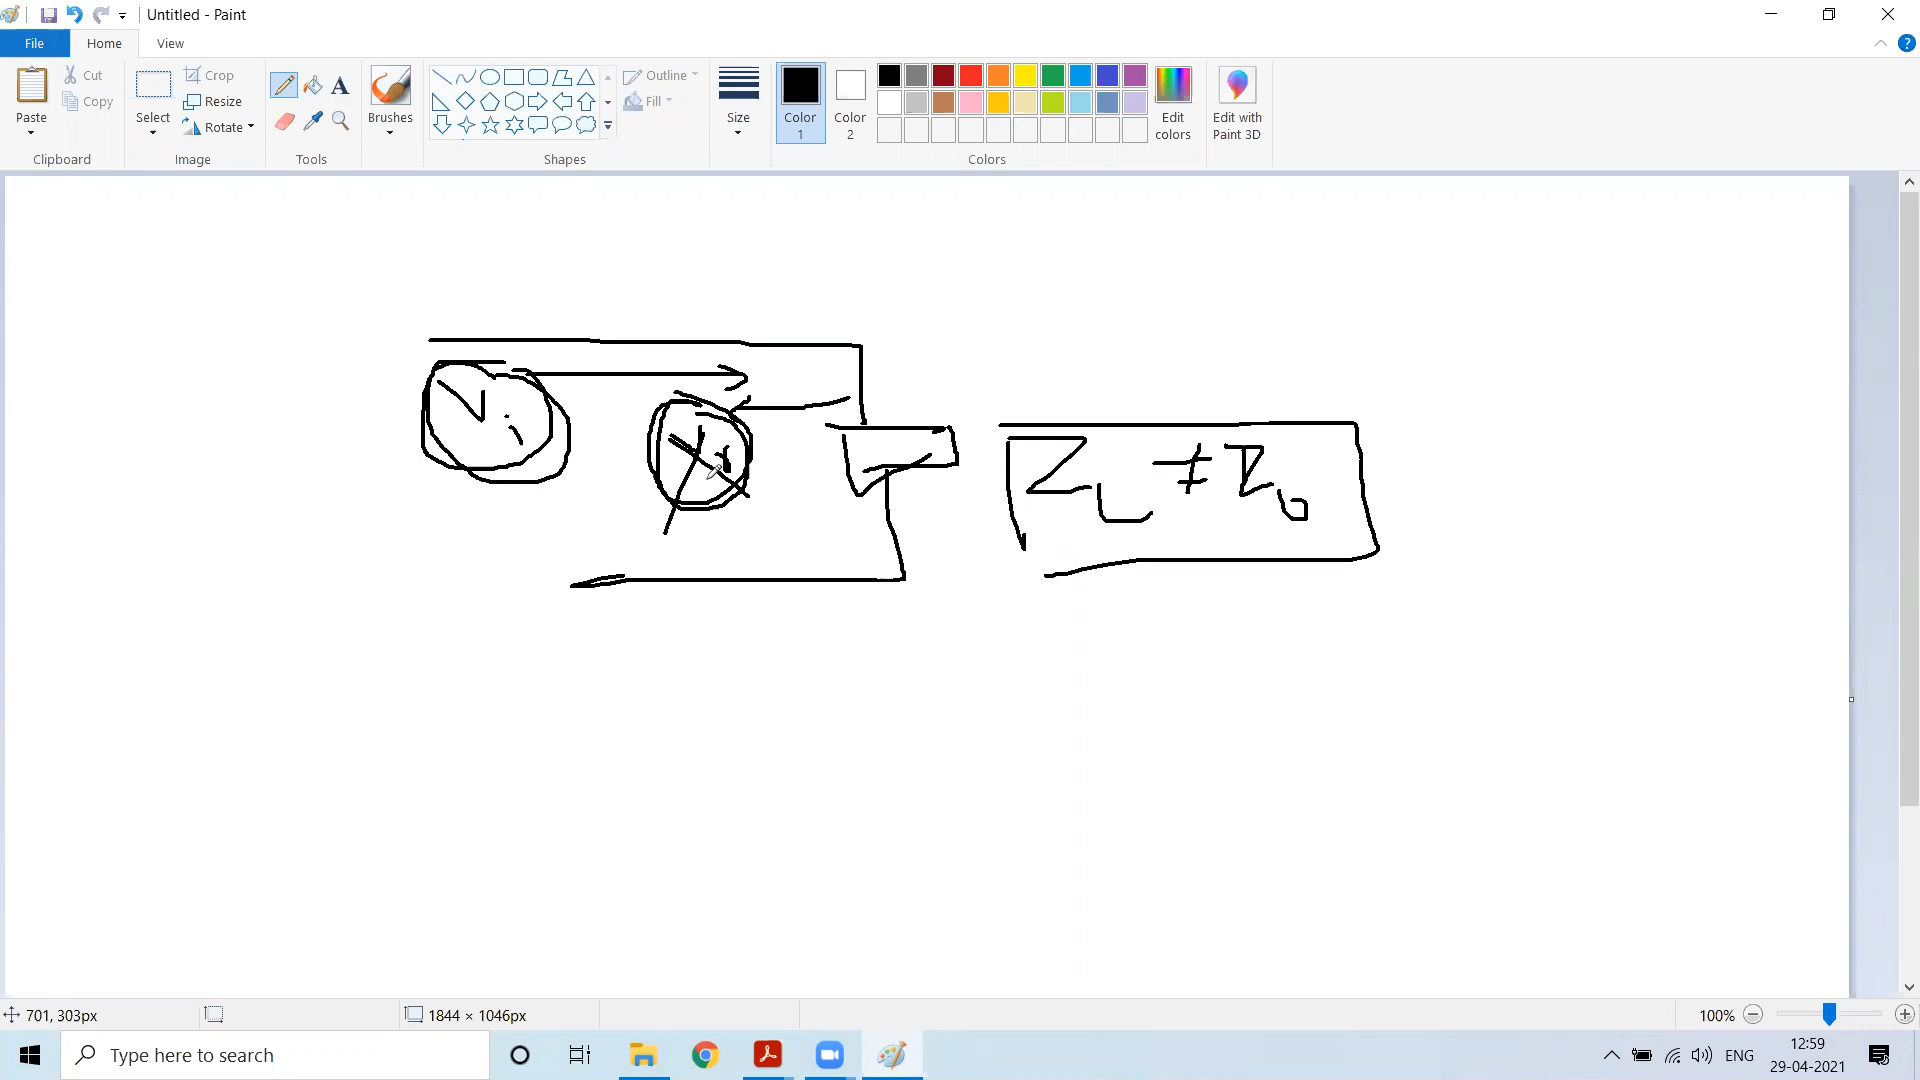 Untitled - Paint
File
Home
View
Paste
Cut
Copy
Clipboard
Select
Crop
Resize
Rotate
Image
Tools
Brushes
Shapes
Outline
Fill
Size
Color
1
Color
2
Edit
colors
Colors
Edit with
Paint 3D
V
Z_L ≠ Z_0
701, 303px
1844 × 1046px
100%
Type here to search
ENG
12:59
29-04-2021